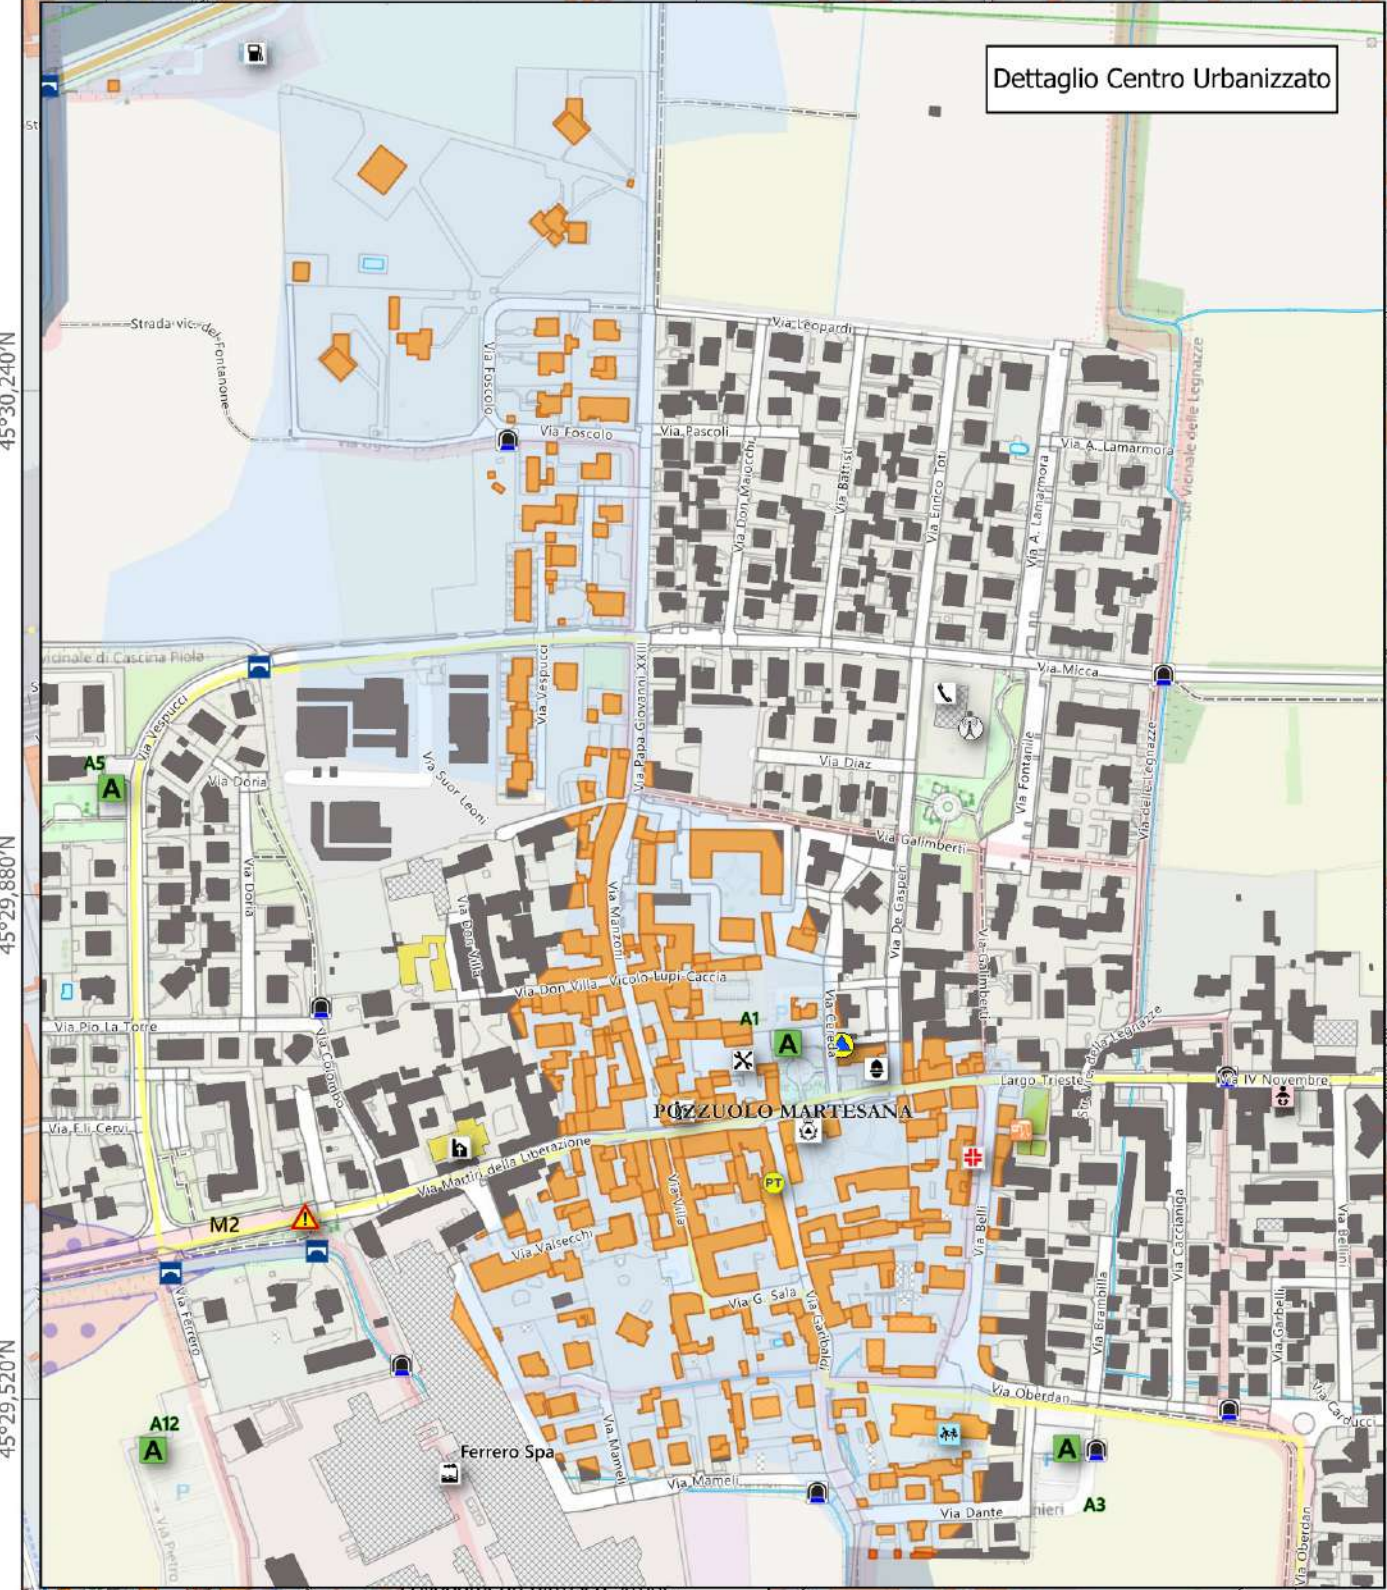 Dettaglio Centro Urbanizzato
St
Strada vic. del Fontanone
45°30,240'N
Via Leopardi
Via Foscolo
Via Foscolo
Via Pascoli
Via A. Lamarmora
Via Don Maiocchi
Via Battisti
Via Enrico Toti
Via A. Lamarmora
Str. Vicinale delle Legnazze
vicinale di Cascina Piola
S
Via Vespucci
Via Vespucci
Via Papa Giovanni XXIII
Via Micca
A5
A
Via Doria
Via Suor Leoni
Via Diaz
Via Fontanile
Via delle Legnazze
45°29,880'N
Via Doria
Via Galimberti
Via Manzoni
Via Don Villa
Via De Gasperi
Via Galimberti
Via Don Villa
Vicolo Lupi-Caccia
Via Pio La Torre
Via Colombo
A1
A
P
Via Cereda
Str. Vic. della Legnazze
Largo Trieste
Via IV Novembre
Via F.lli Cervi
POZZUOLO MARTESANA
Via Martiri della Liberazione
PT
M2
Via Valsecchi
Via Villa
Via Belli
Via Caccianiga
Via Bellini
Via Ferrero
Via G. Sala
Via Garibaldi
Via Brambilla
Via Garbelli
45°29,520'N
Via Oberdan
Via Carducci
A12
A
Ferrero Spa
Via Mameli
Via Mameli
A
P
A3
P
Via Dante
nieri
Via Pietro
Via Oberdan